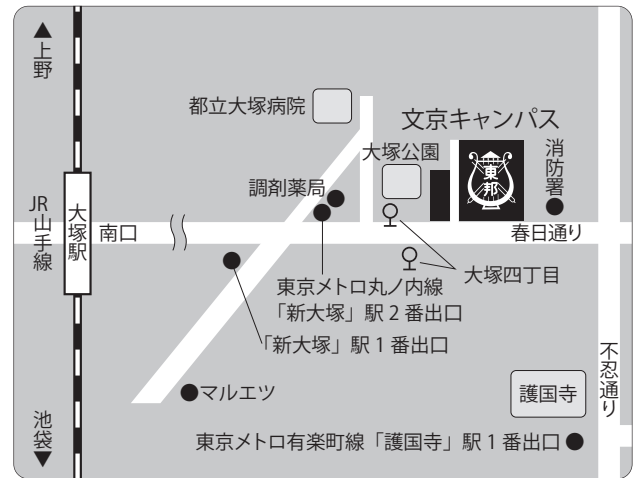 ▲上野
都立大塚病院
文京キャンパス
大塚公園
消防署
東邦
調剤薬局
JR山手線
大塚駅
南口
春日通り
大塚四丁目
東京メトロ丸ノ内線
「新大塚」駅2番出口
「新大塚」駅1番出口
不忍通り
マルエツ
護国寺
池袋▼
東京メトロ有楽町線「護国寺」駅1番出口